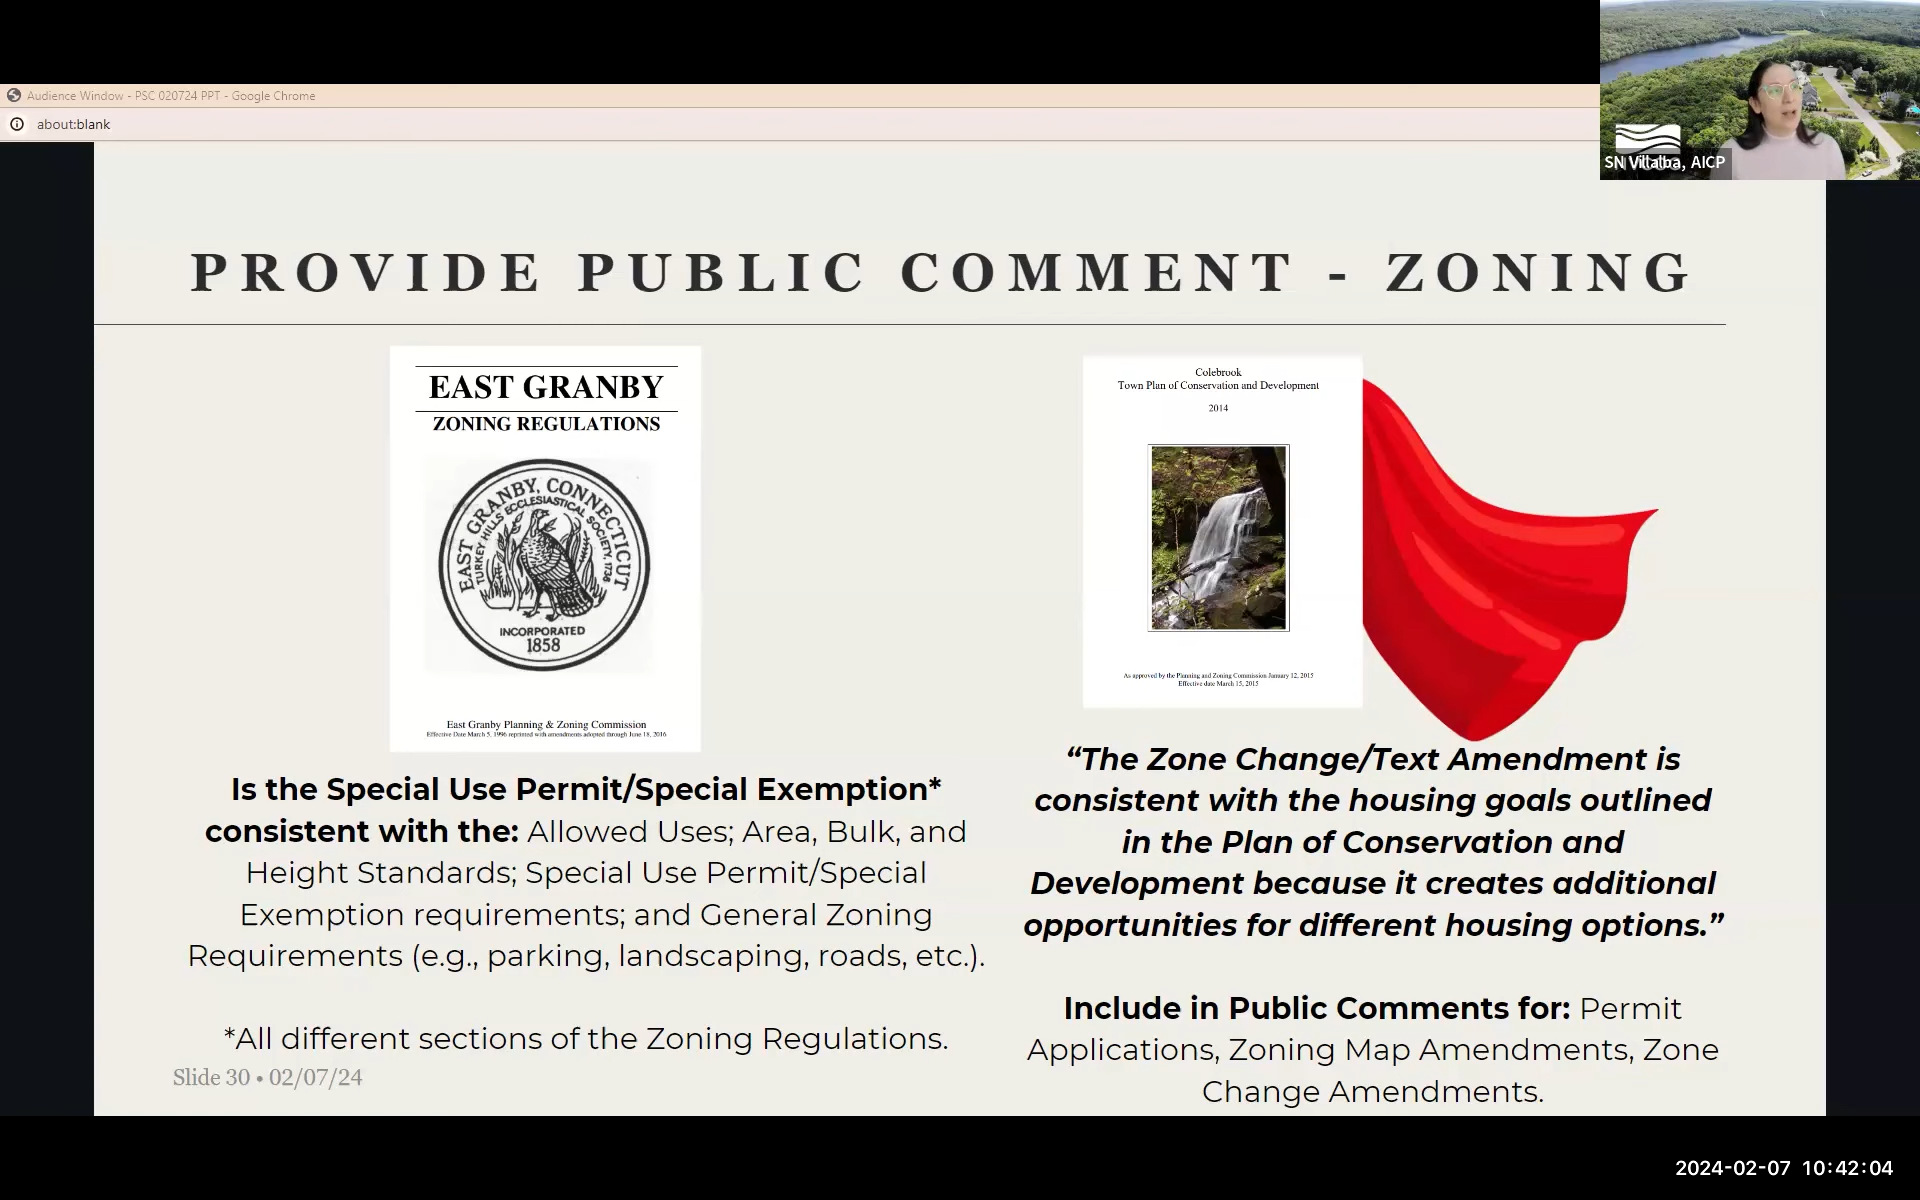 Audience Window - PSC 020724 PPT - Google Chrome
about:blank
SN Villalba, AICP
PROVIDE PUBLIC COMMENT - ZONING
EAST GRANBY
ZONING REGULATIONS
EAST GRANBY, CONNECTICUT
TURKEY HILLS ECCLESIASTICAL SOCIETY, 1736
INCORPORATED
1858
East Granby Planning & Zoning Commission
Effective Date March 5, 1996 reprinted with amendments adopted through June 18, 2016
Is the Special Use Permit/Special Exemption*
consistent with the: Allowed Uses; Area, Bulk, and
Height Standards; Special Use Permit/Special
Exemption requirements; and General Zoning
Requirements (e.g., parking, landscaping, roads, etc.).
*All different sections of the Zoning Regulations.
Slide 30 • 02/07/24
Colebrook
Town Plan of Conservation and Development
2014
As approved by the Planning and Zoning Commission January 12, 2015
Effective date March 15, 2015
“The Zone Change/Text Amendment is
consistent with the housing goals outlined
in the Plan of Conservation and
Development because it creates additional
opportunities for different housing options.”
Include in Public Comments for: Permit
Applications, Zoning Map Amendments, Zone
Change Amendments.
2024-02-07 10:42:04